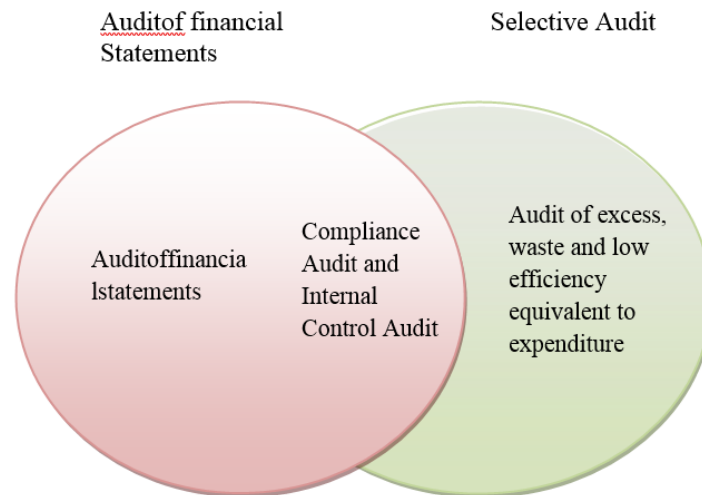 Auditof financial
Statements
Selective Audit
Auditoffinancia
lstatements
Compliance
Audit and
Internal
Control Audit
Audit of excess,
waste and low
efficiency
equivalent to
expenditure